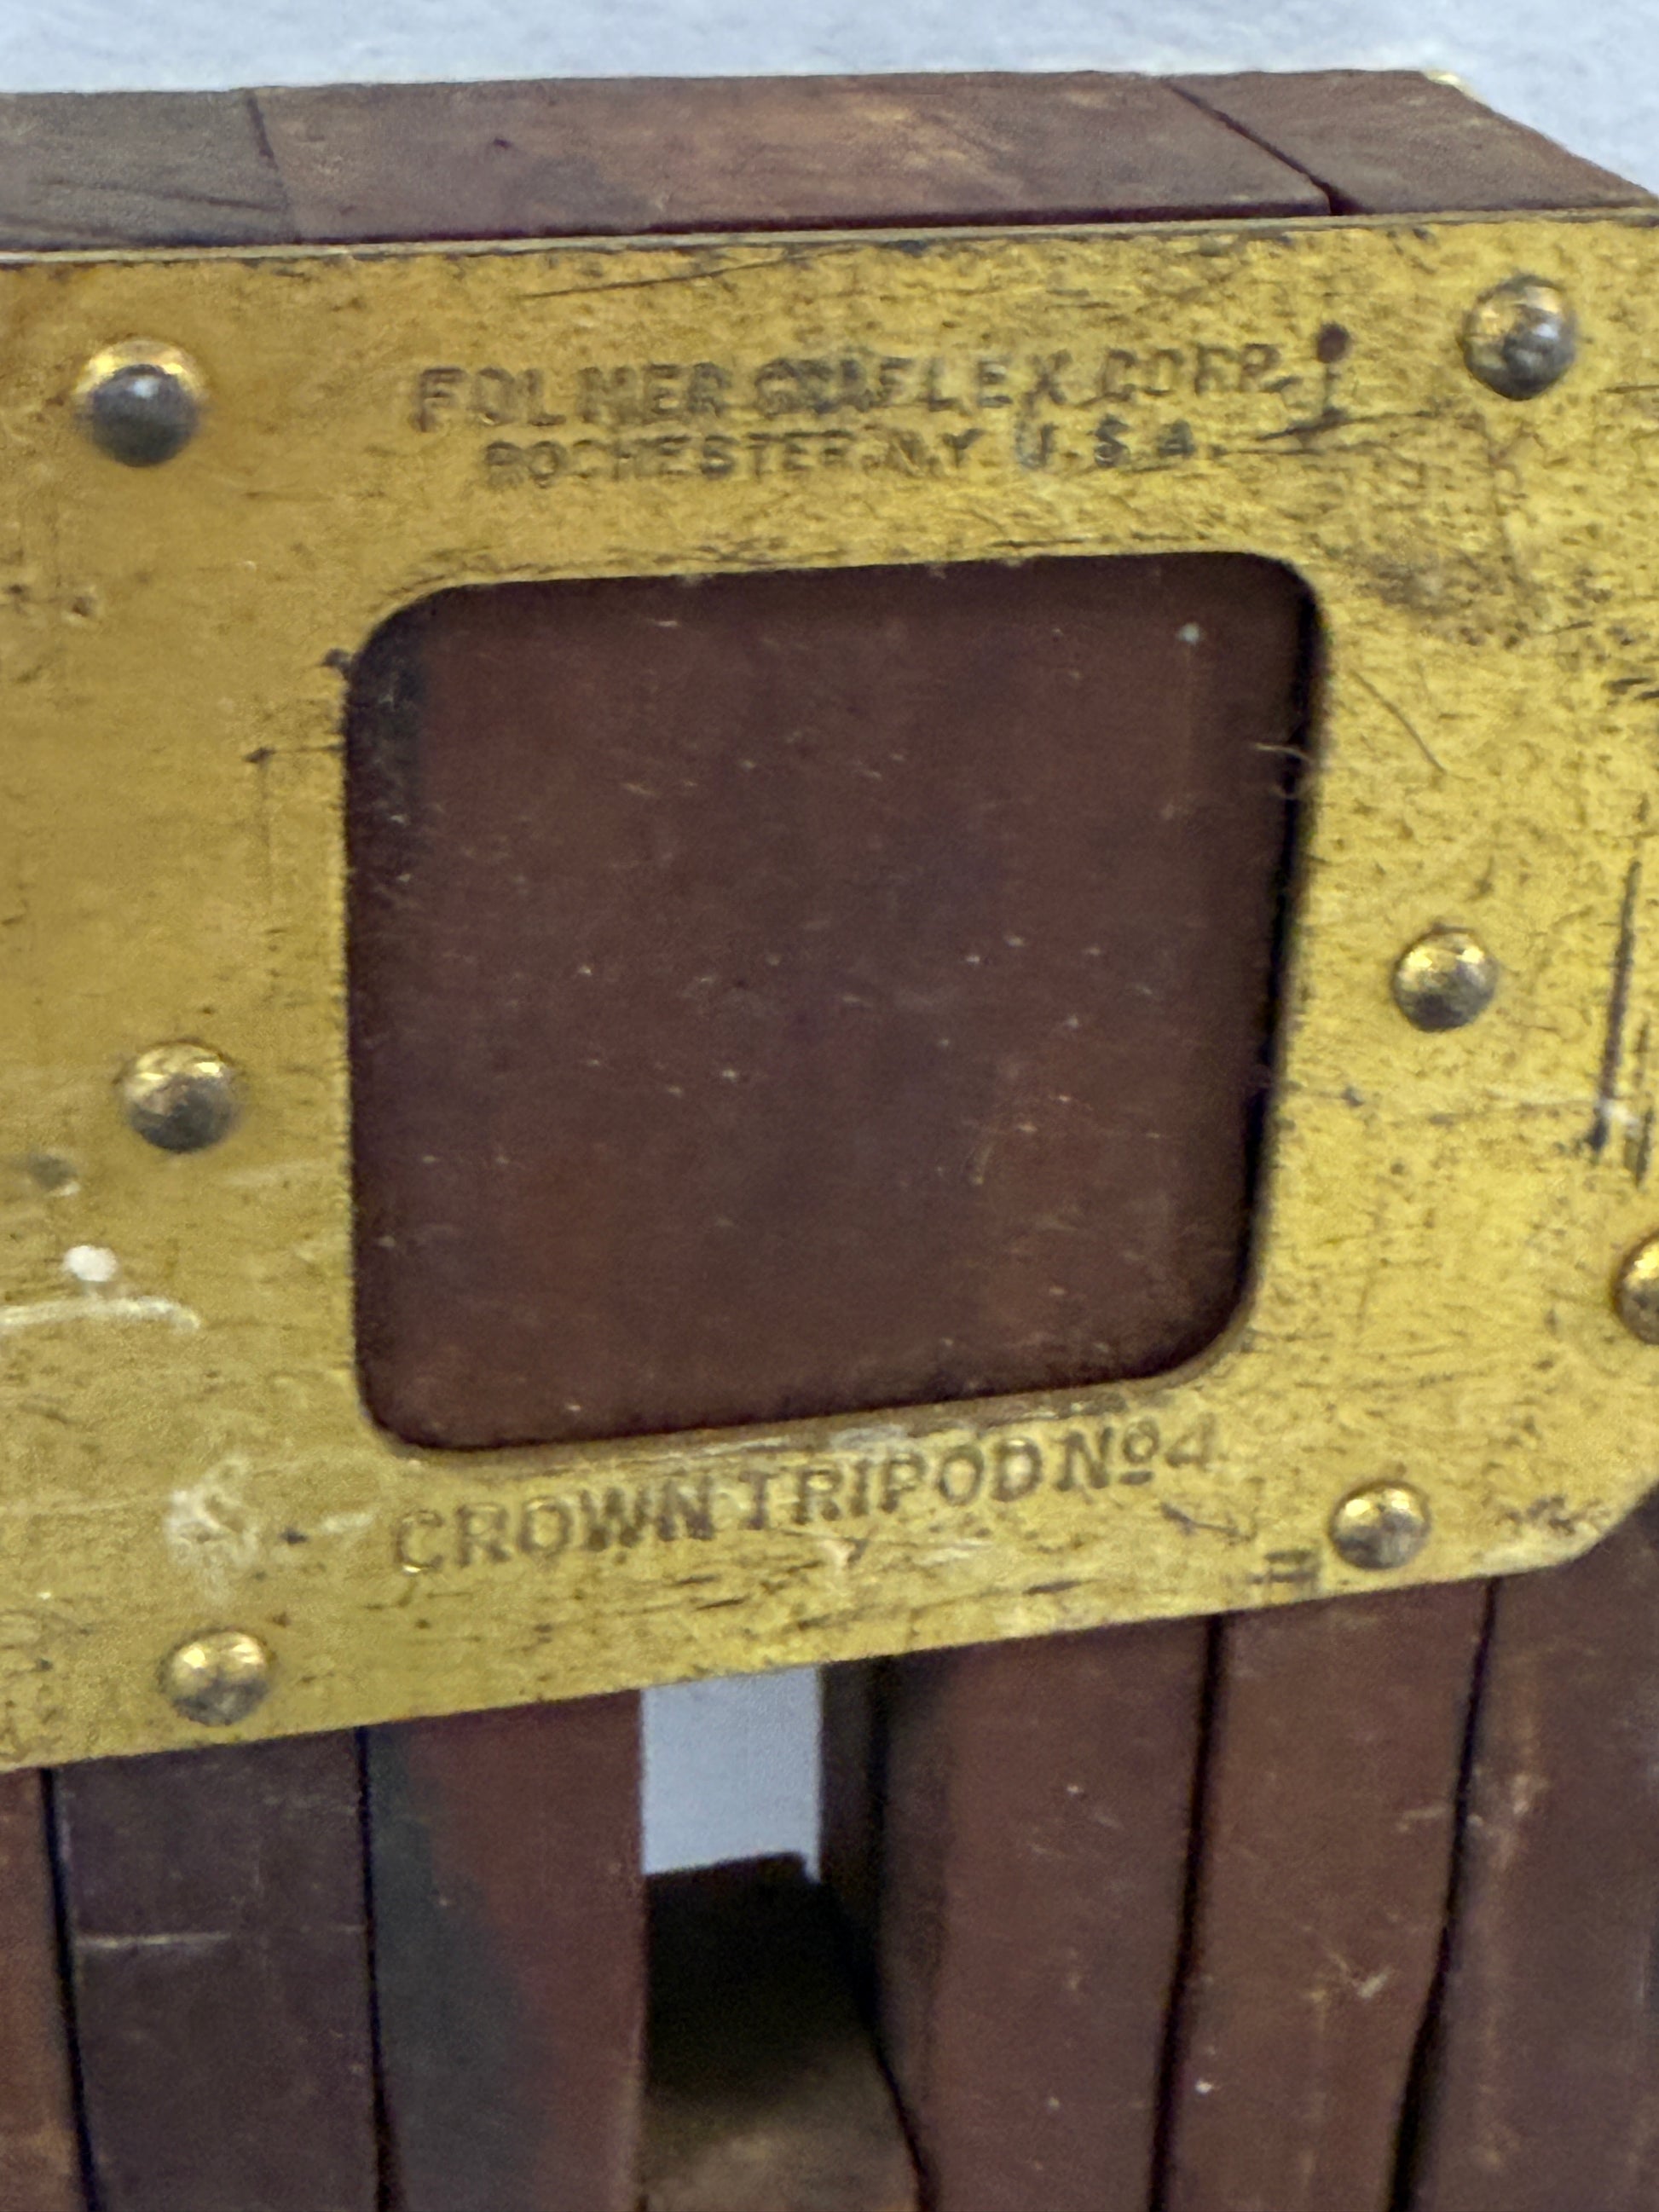 FOLMER GRAFLEX CORP.
ROCHESTER, N.Y. U.S.A.
CROWN TRIPOD No 4